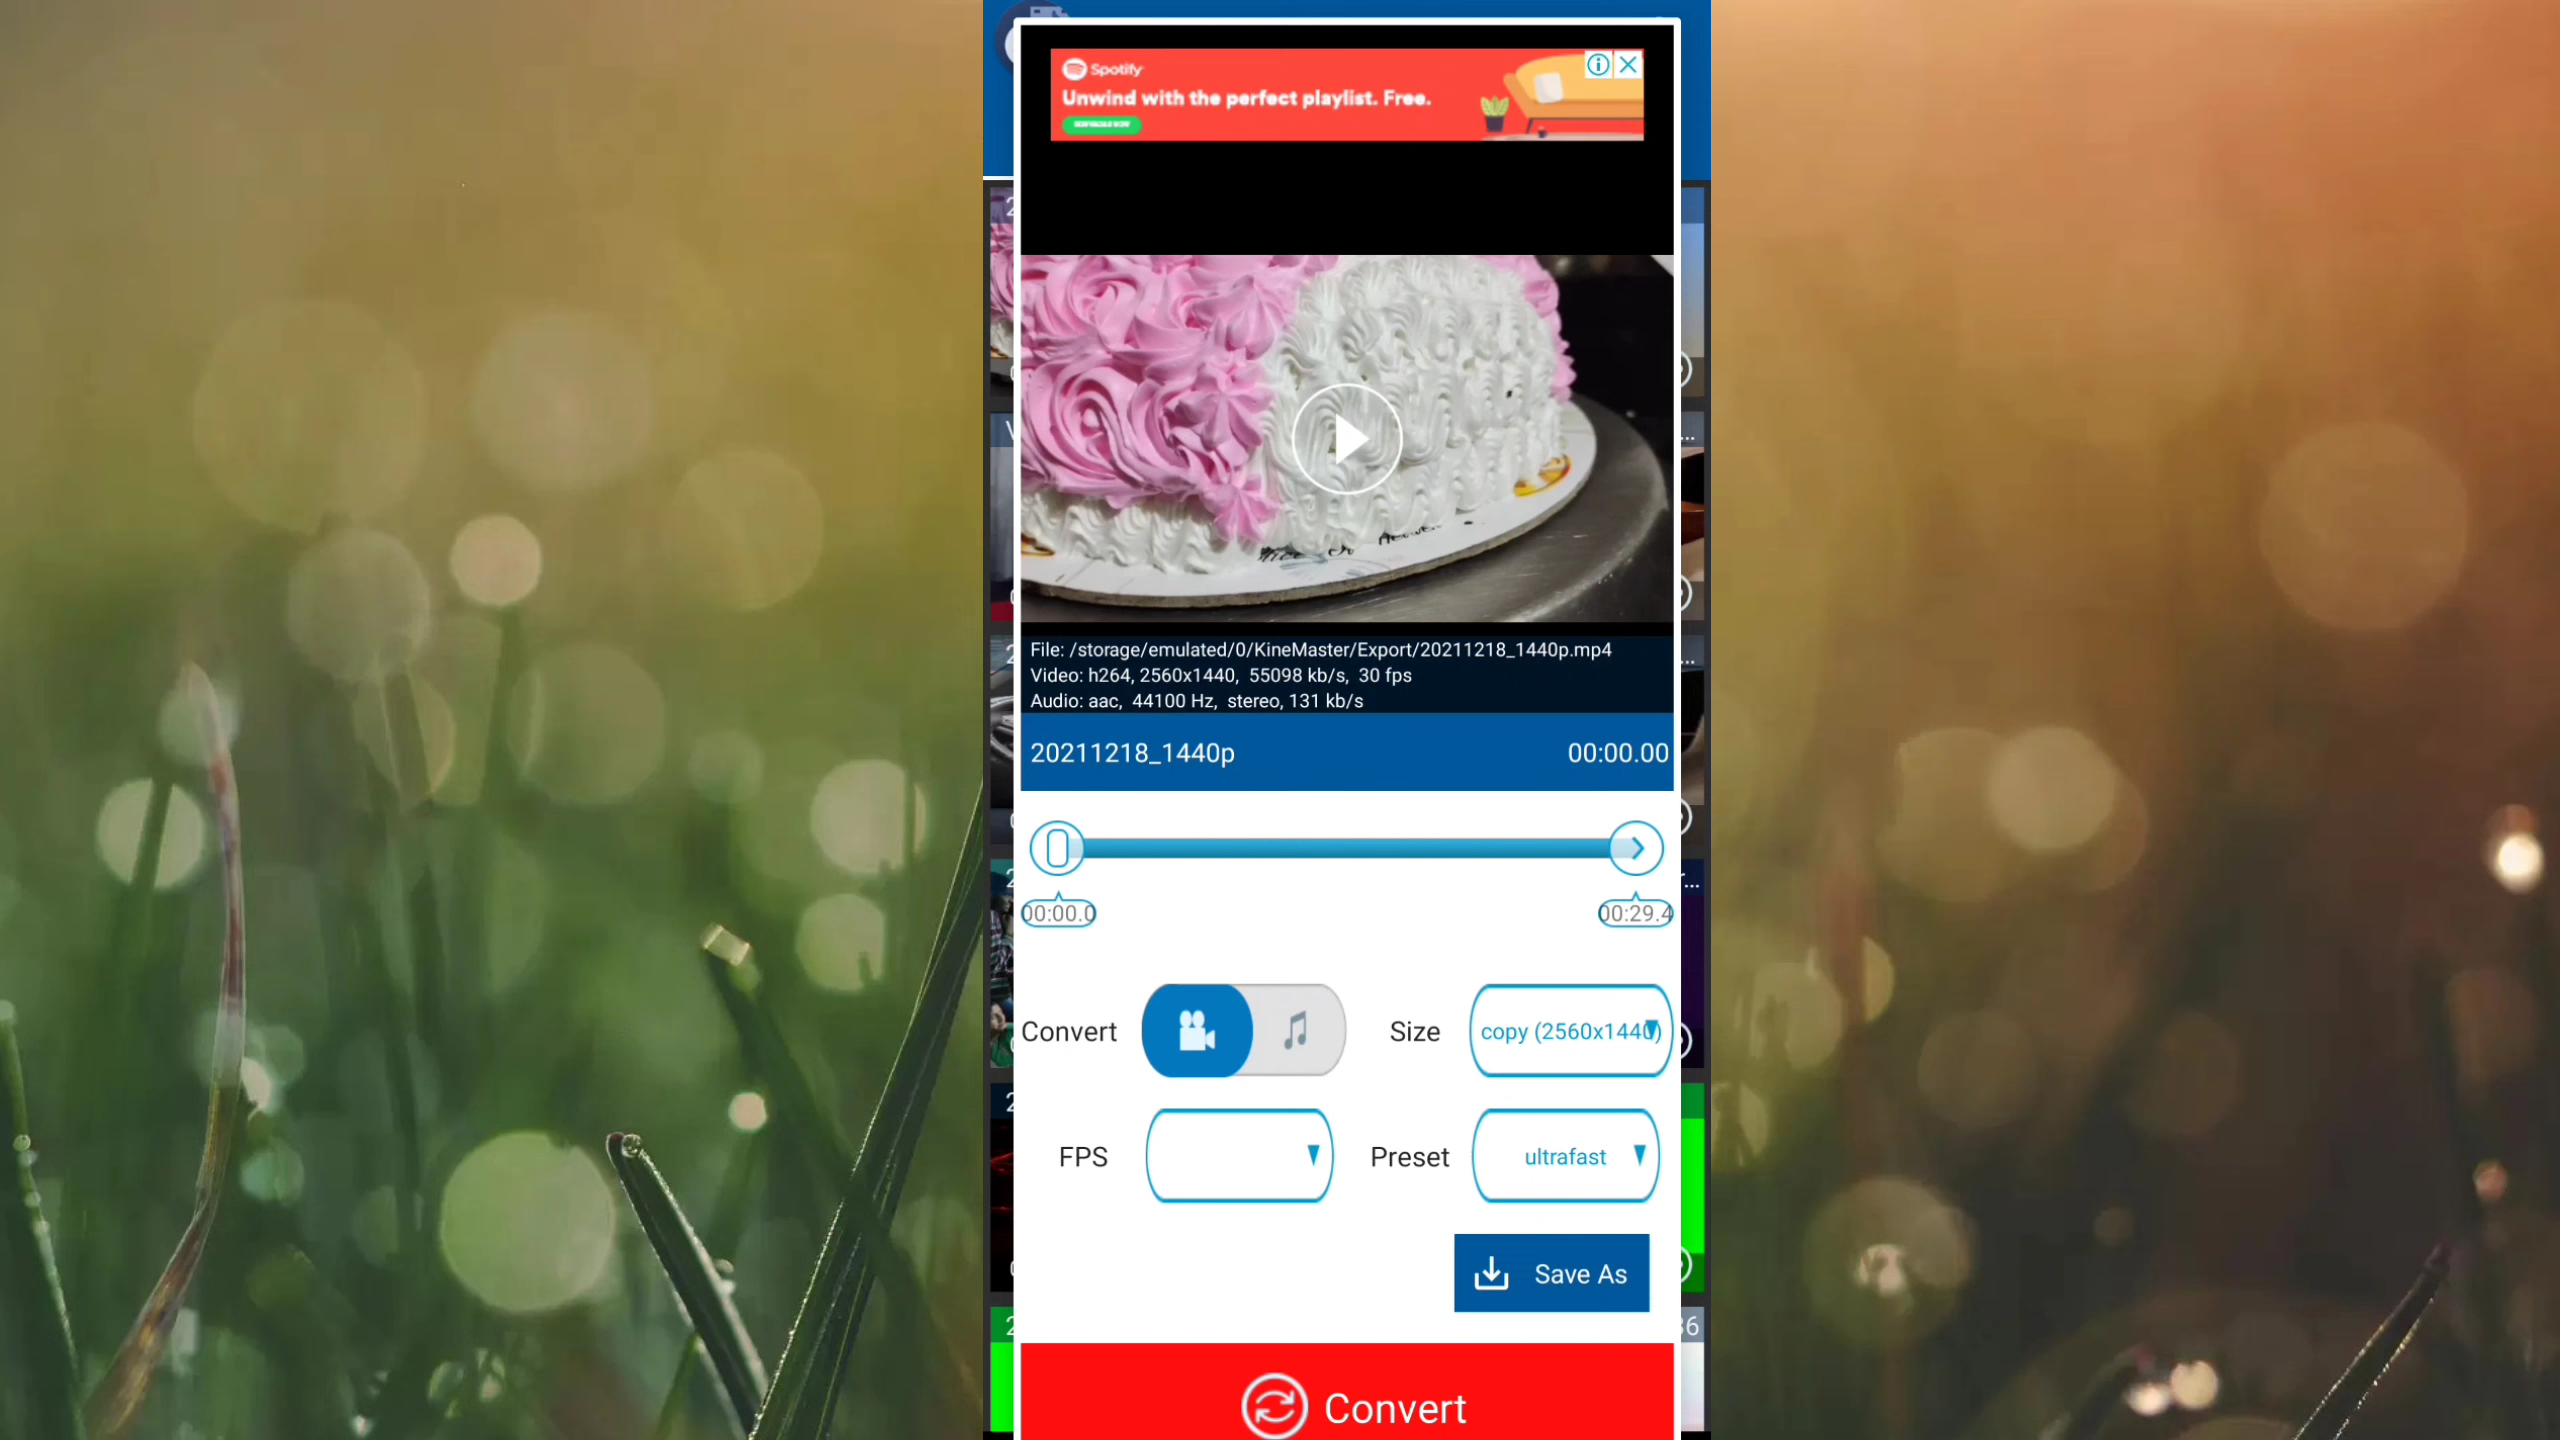 Spotify
Unwind with the perfect playlist. Free.
File: /storage/emulated/0/KineMaster/Export/20211218_1440p.mp4
Video: h264, 2560x1440,  55098 kb/s,  30 fps
Audio: aac,  44100 Hz,  stereo, 131 kb/s
20211218_1440p 00:00.00
00:00.0 00:29.4
Convert Size copy (2560x1440)
FPS Preset ultrafast
Save As
Convert